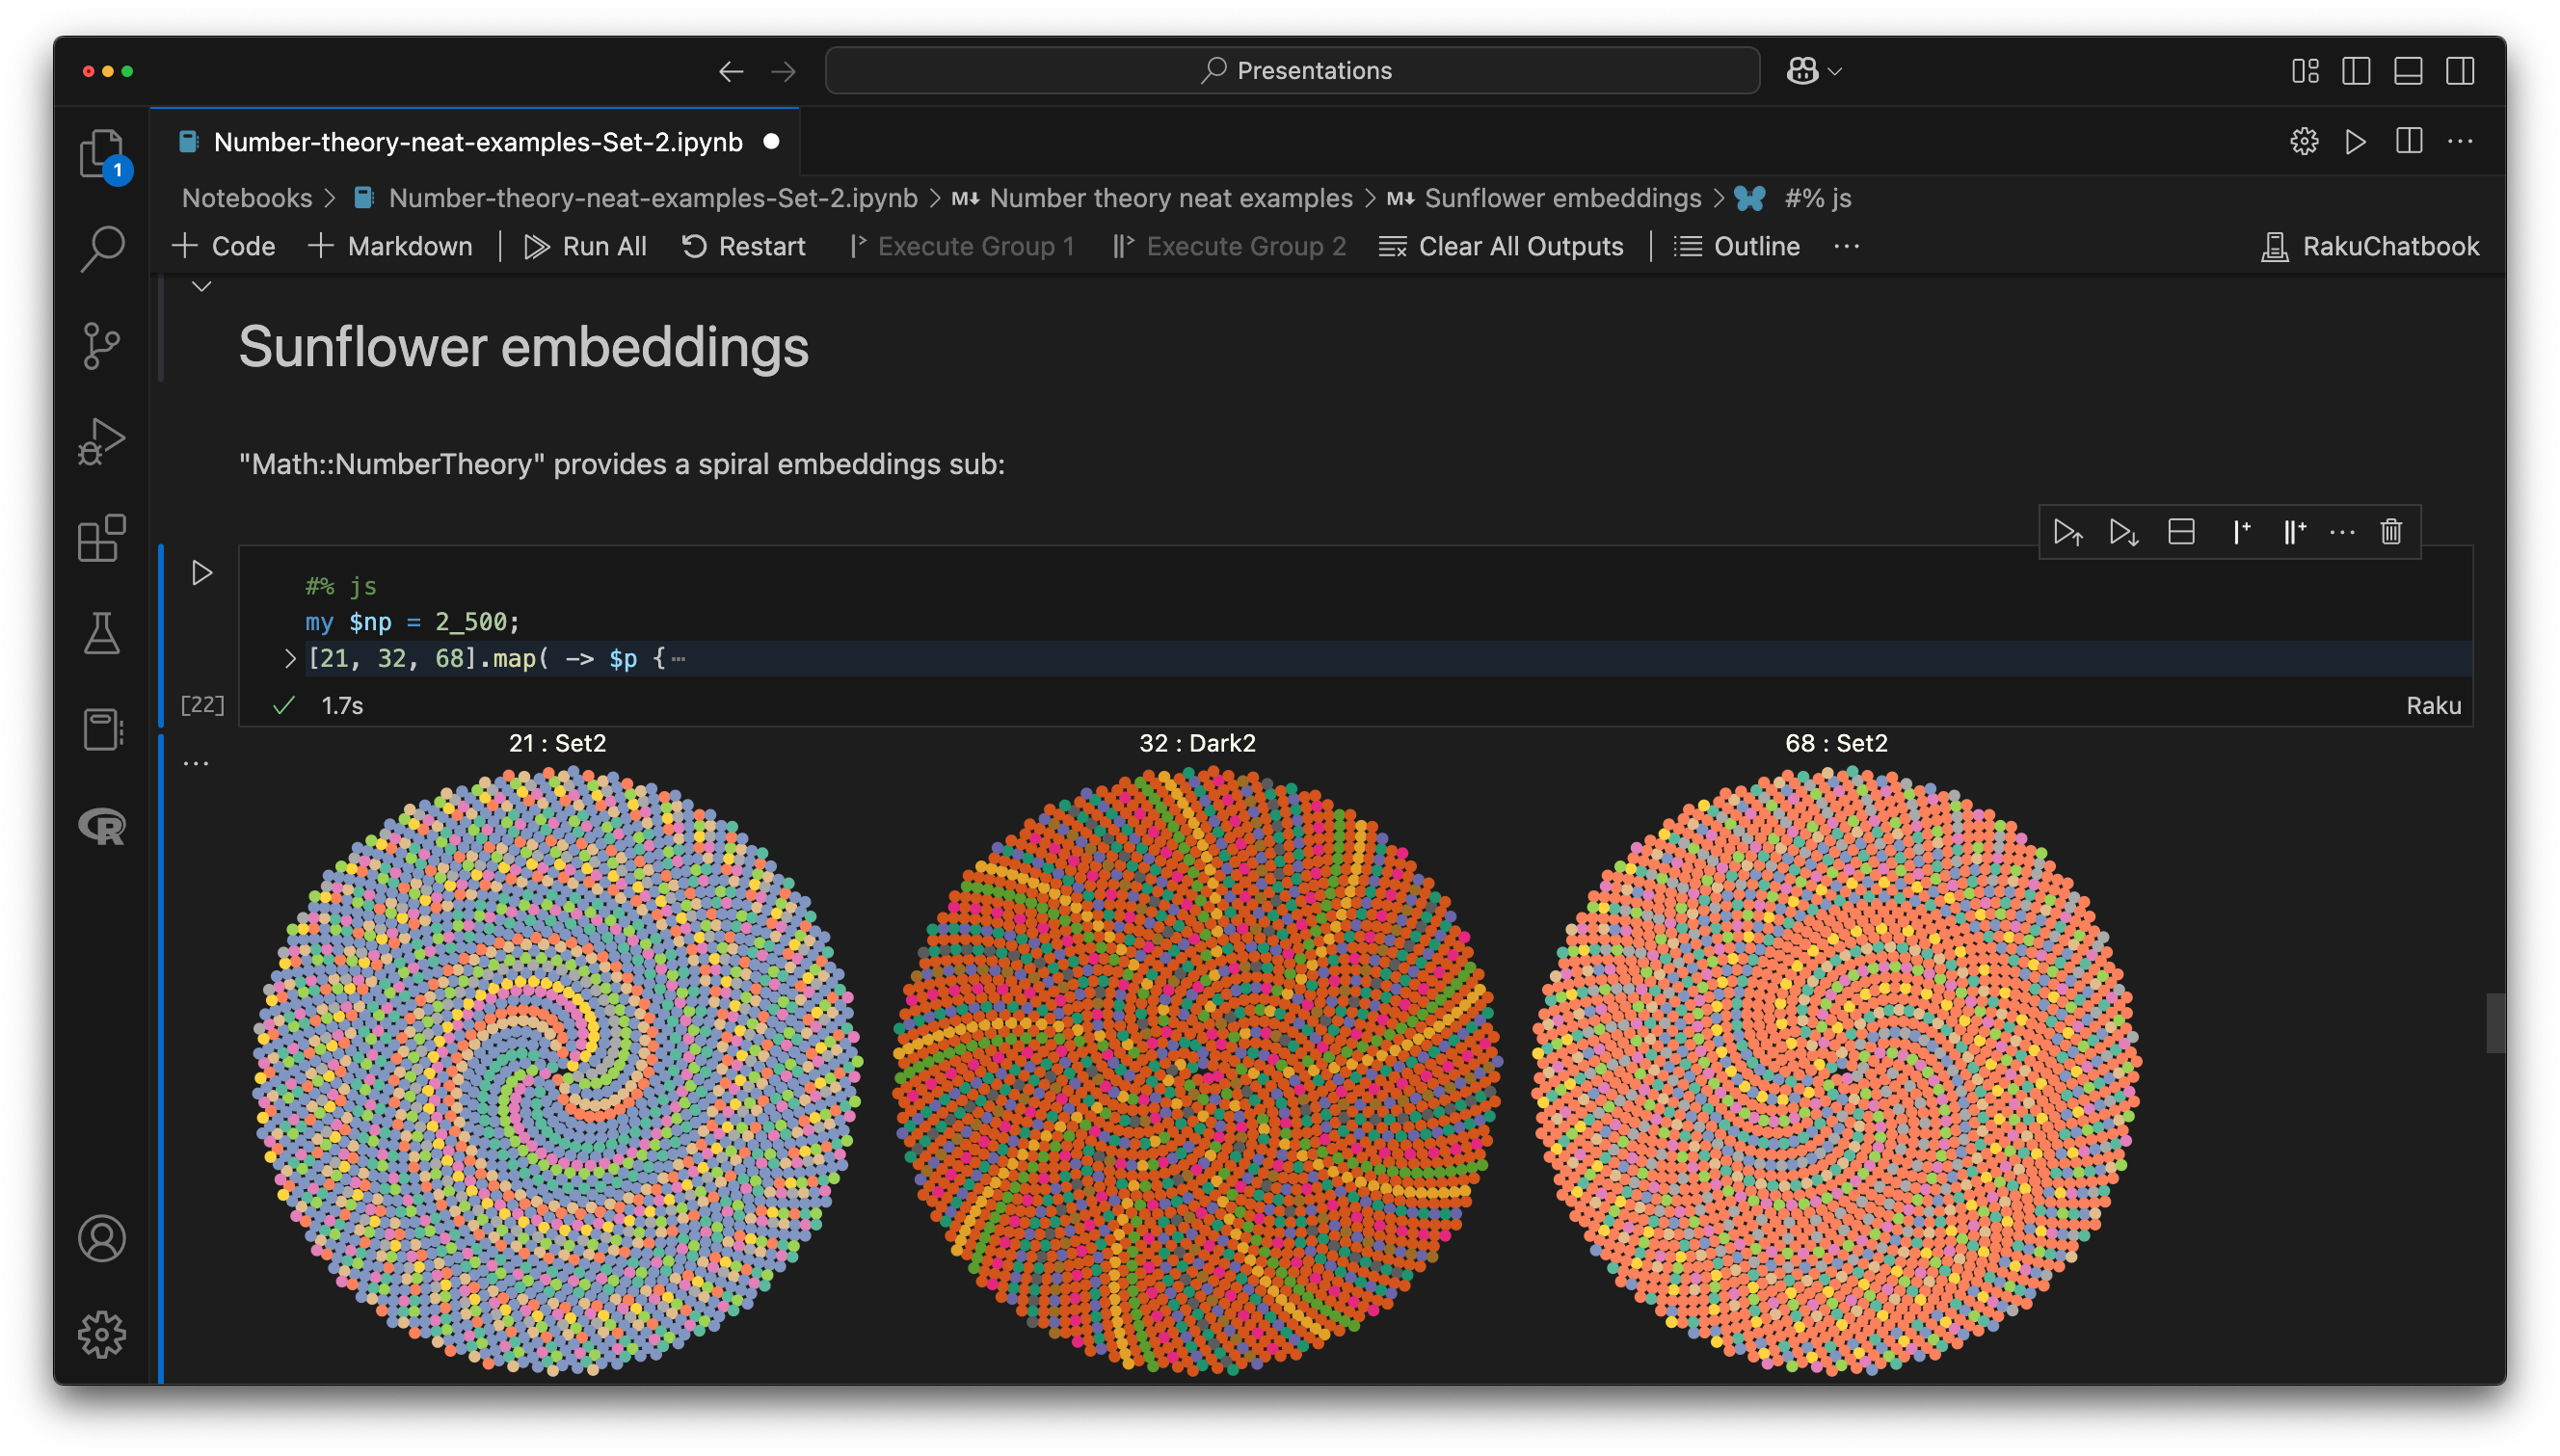 Presentations
1
Number-theory-neat-examples-Set-2.ipynb
Notebooks > Number-theory-neat-examples-Set-2.ipynb > M↓ Number theory neat examples > M↓ Sunflower embeddings > #% js
+ Code + Markdown Run All Restart Execute Group 1 Execute Group 2 Clear All Outputs Outline ... RakuChatbook
Sunflower embeddings
"Math::NumberTheory" provides a spiral embeddings sub:
#% js
my $np = 2_500;
[21, 32, 68].map( -> $p { ⋯
[22] ✓ 1.7s Raku
21 : Set2 32 : Dark2 68 : Set2
R